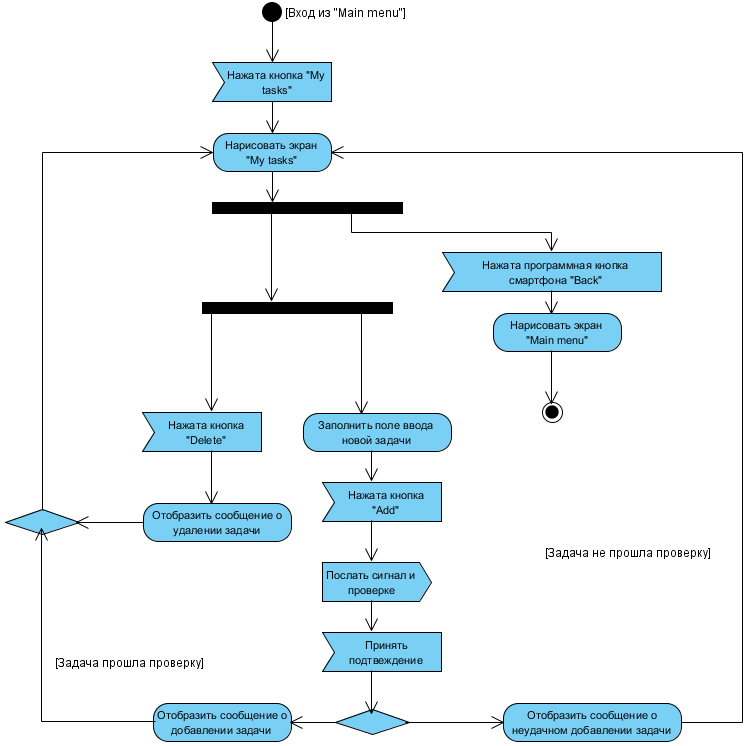 [Вход из "Main menu"]
Нажата кнопка "My
tasks"
Нарисовать экран
"My tasks"
Нажата программная кнопка
смартфона "Back"
Нарисовать экран
"Main menu"
Нажата кнопка
"Delete"
Заполнить поле ввода
новой задачи
Нажата кнопка
"Add"
Отобразить сообщение о
удалении задачи
[Задача не прошла проверку]
Послать сигнал и
проверке
Принять
подтвеждение
[Задача прошла проверку]
Отобразить сообщение о
добавлении задачи
Отобразить сообщение о
неудачном добавлении задачи